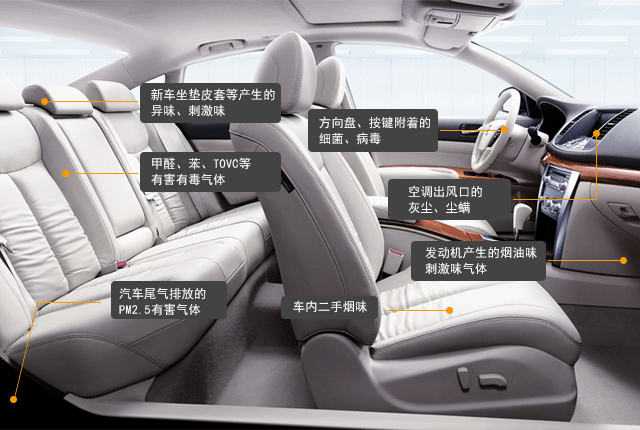 新车坐垫皮套等产生的
异味、刺激味
方向盘、按键附着的
细菌、病毒
甲醛、苯、TOVC等
有害有毒气体
空调出风口的
灰尘、尘螨
发动机产生的烟油味
刺激味气体
汽车尾气排放的
PM2.5有害气体
车内二手烟味